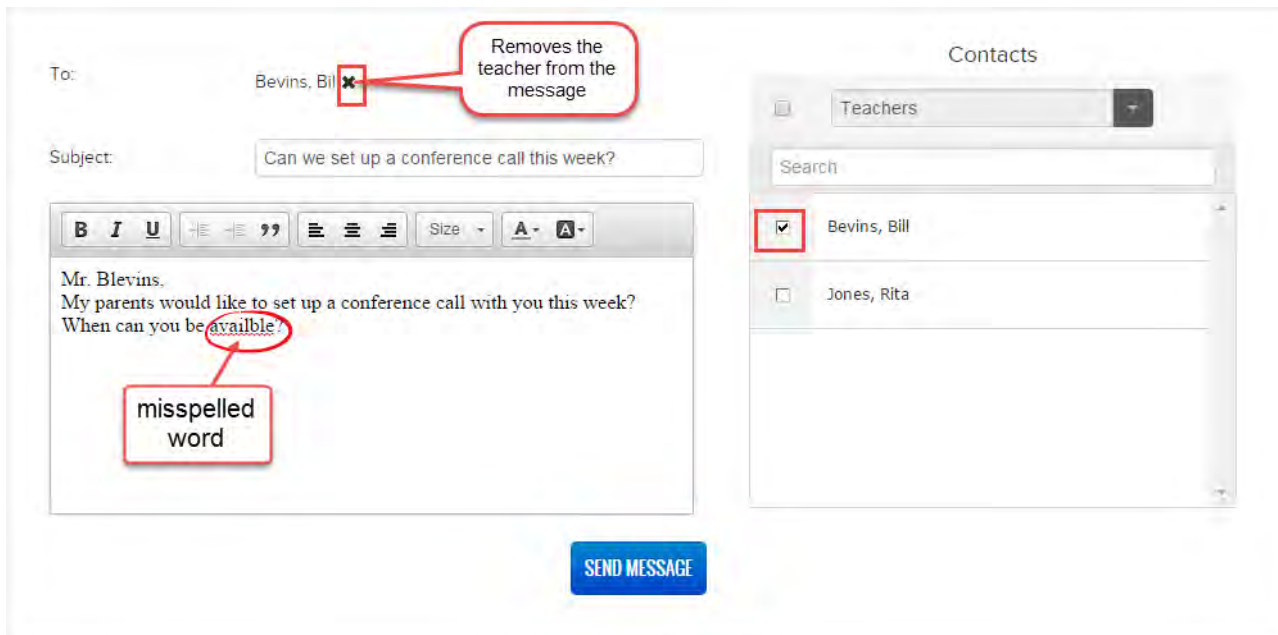 To:
Bevins, Bil
Removes the
teacher from the
message
Subject:
Can we set up a conference call this week?
B I U
Size
A A
Mr. Blevins,
My parents would like to set up a conference call with you this week?
When can you be availble?
misspelled
word
SEND MESSAGE
Contacts
Teachers
Search
Bevins, Bill
Jones, Rita